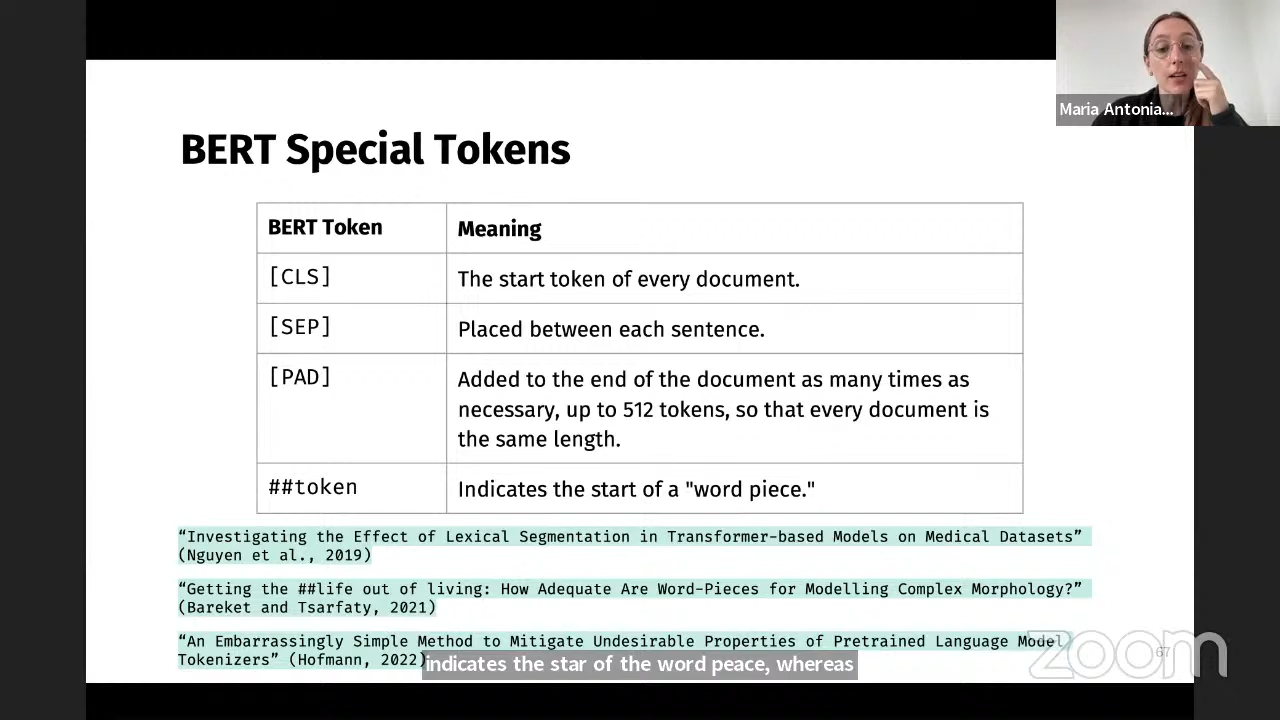 Maria Antonia...
BERT Special Tokens
BERT Token
Meaning
[CLS]
The start token of every document.
[SEP]
Placed between each sentence.
[PAD]
Added to the end of the document as many times as
necessary, up to 512 tokens, so that every document is
the same length.
##token
Indicates the start of a "word piece."
“Investigating the Effect of Lexical Segmentation in Transformer-based Models on Medical Datasets”
(Nguyen et al., 2019)
“Getting the ##life out of living: How Adequate Are Word-Pieces for Modelling Complex Morphology?”
(Bareket and Tsarfaty, 2021)
“An Embarrassingly Simple Method to Mitigate Undesirable Properties of Pretrained Language Model
Tokenizers” (Hofmann, 2022)
indicates the star of the word peace, whereas
67
zoom